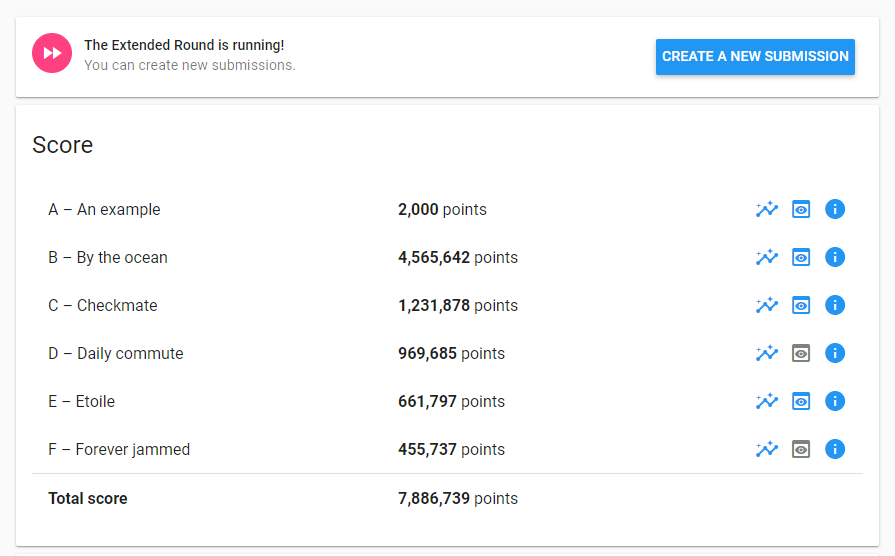 The Extended Round is running!
You can create new submissions.
CREATE A NEW SUBMISSION
Score
A – An example 2,000 points
B – By the ocean 4,565,642 points
C – Checkmate 1,231,878 points
D – Daily commute 969,685 points
E – Etoile 661,797 points
F – Forever jammed 455,737 points
Total score 7,886,739 points